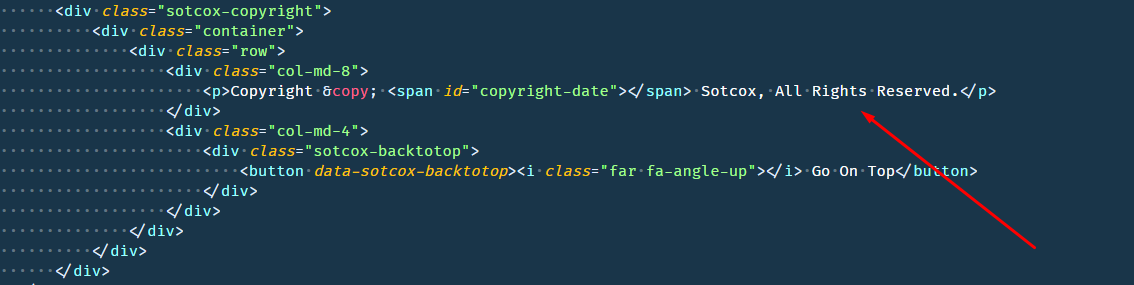 <div class="sotcox-copyright">
<div class="container">
<div class="row">
<div class="col-md-8">
<p>Copyright &copy; <span id="copyright-date"></span> Sotcox, All Rights Reserved.</p>
</div>
<div class="col-md-4">
<div class="sotcox-backtotop">
<button data-sotcox-backtotop><i class="far fa-angle-up"></i> Go On Top</button>
</div>
</div>
</div>
</div>
</div>